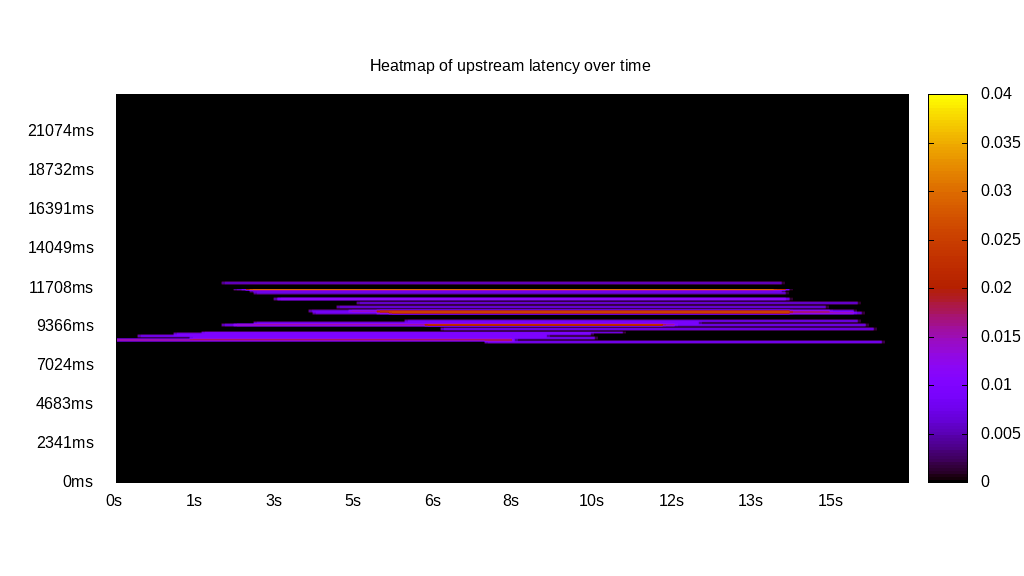 Heatmap of upstream latency over time
21074ms
18732ms
16391ms
14049ms
11708ms
9366ms
7024ms
4683ms
2341ms
0ms
0s 1s 3s 5s 6s 8s 10s 12s 13s 15s
0.04
0.035
0.03
0.025
0.02
0.015
0.01
0.005
0